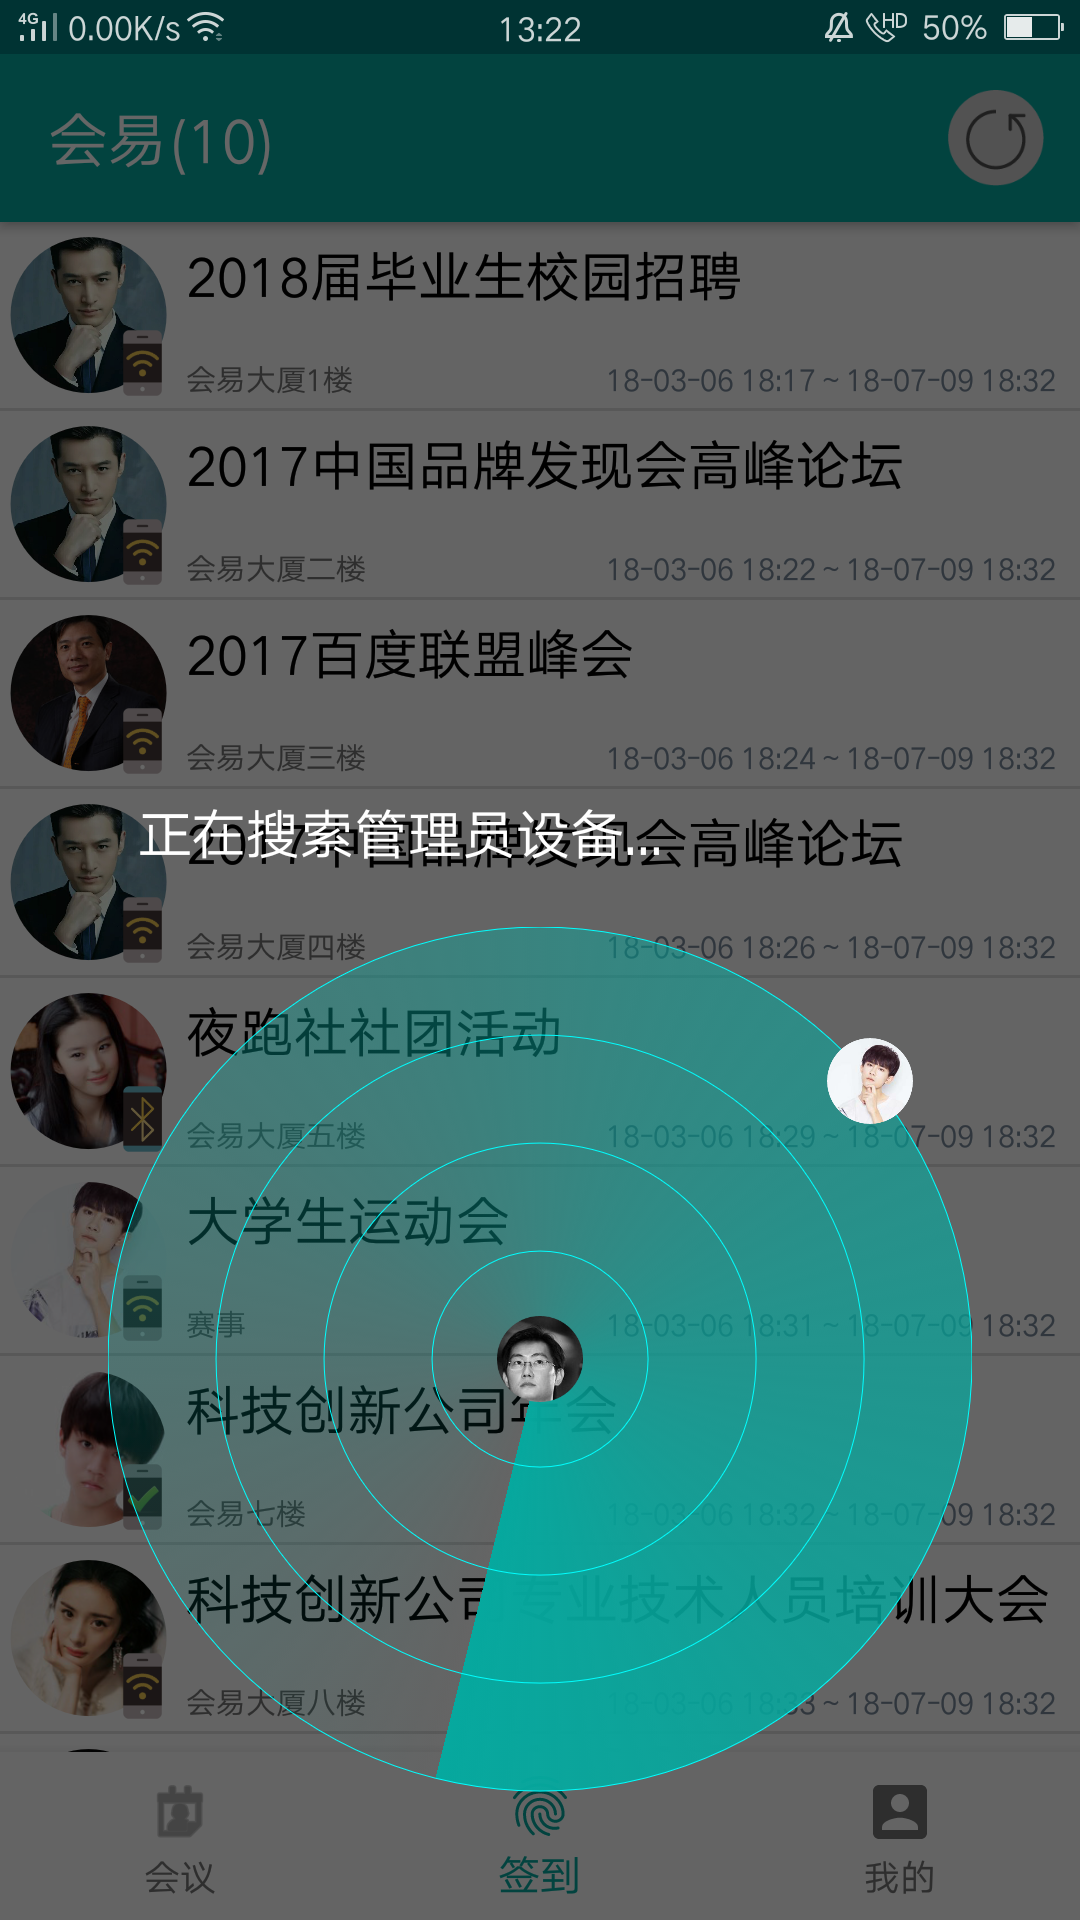 4G 0.00K/s 13:22 HD 50%
会易(10)
2018届毕业生校园招聘
会易大厦1楼 18-03-06 18:17 ~ 18-07-09 18:32
2017中国品牌发现会高峰论坛
会易大厦二楼 18-03-06 18:22 ~ 18-07-09 18:32
2017百度联盟峰会
会易大厦三楼 18-03-06 18:24 ~ 18-07-09 18:32
正在搜索管理员设备...
2017中国品牌发现会高峰论坛
会易大厦四楼 18-03-06 18:26 ~ 18-07-09 18:32
夜跑社社团活动
会易大厦五楼 18-03-06 18:29 ~ 18-07-09 18:32
大学生运动会
赛事 18-03-06 18:31 ~ 18-07-09 18:32
科技创新公司年会
会易七楼 18-03-06 18:32 ~ 18-07-09 18:32
科技创新公司专业技术人员培训大会
会易大厦八楼 18-03-06 18:33 ~ 18-07-09 18:32
会议 签到 我的